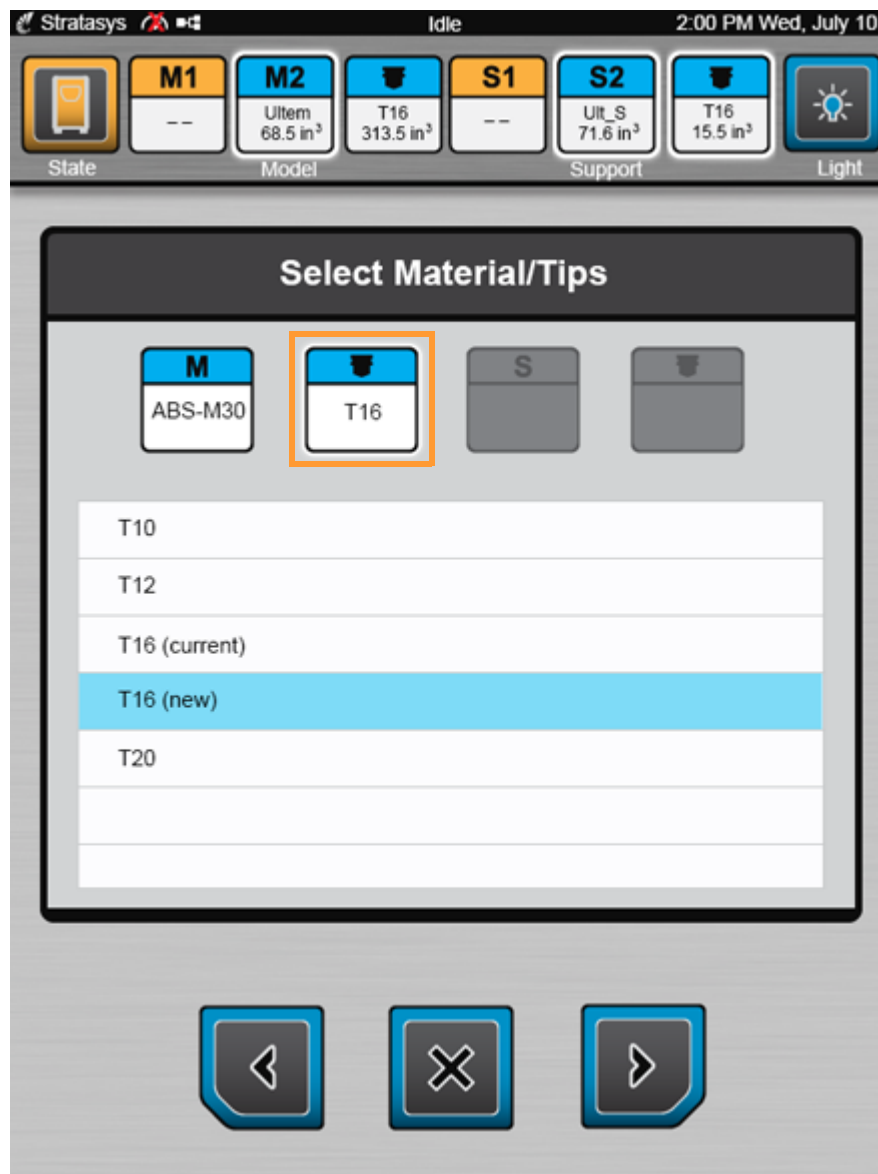 Stratasys Idle 2:00 PM Wed, July 10
M1 M2 S1 S2
-- Ultem T16 -- Ult_S T16
68.5 in³ 313.5 in³ 71.6 in³ 15.5 in³
State Model Support Light
Select Material/Tips
M S
ABS-M30 T16
T10
T12
T16 (current)
T16 (new)
T20